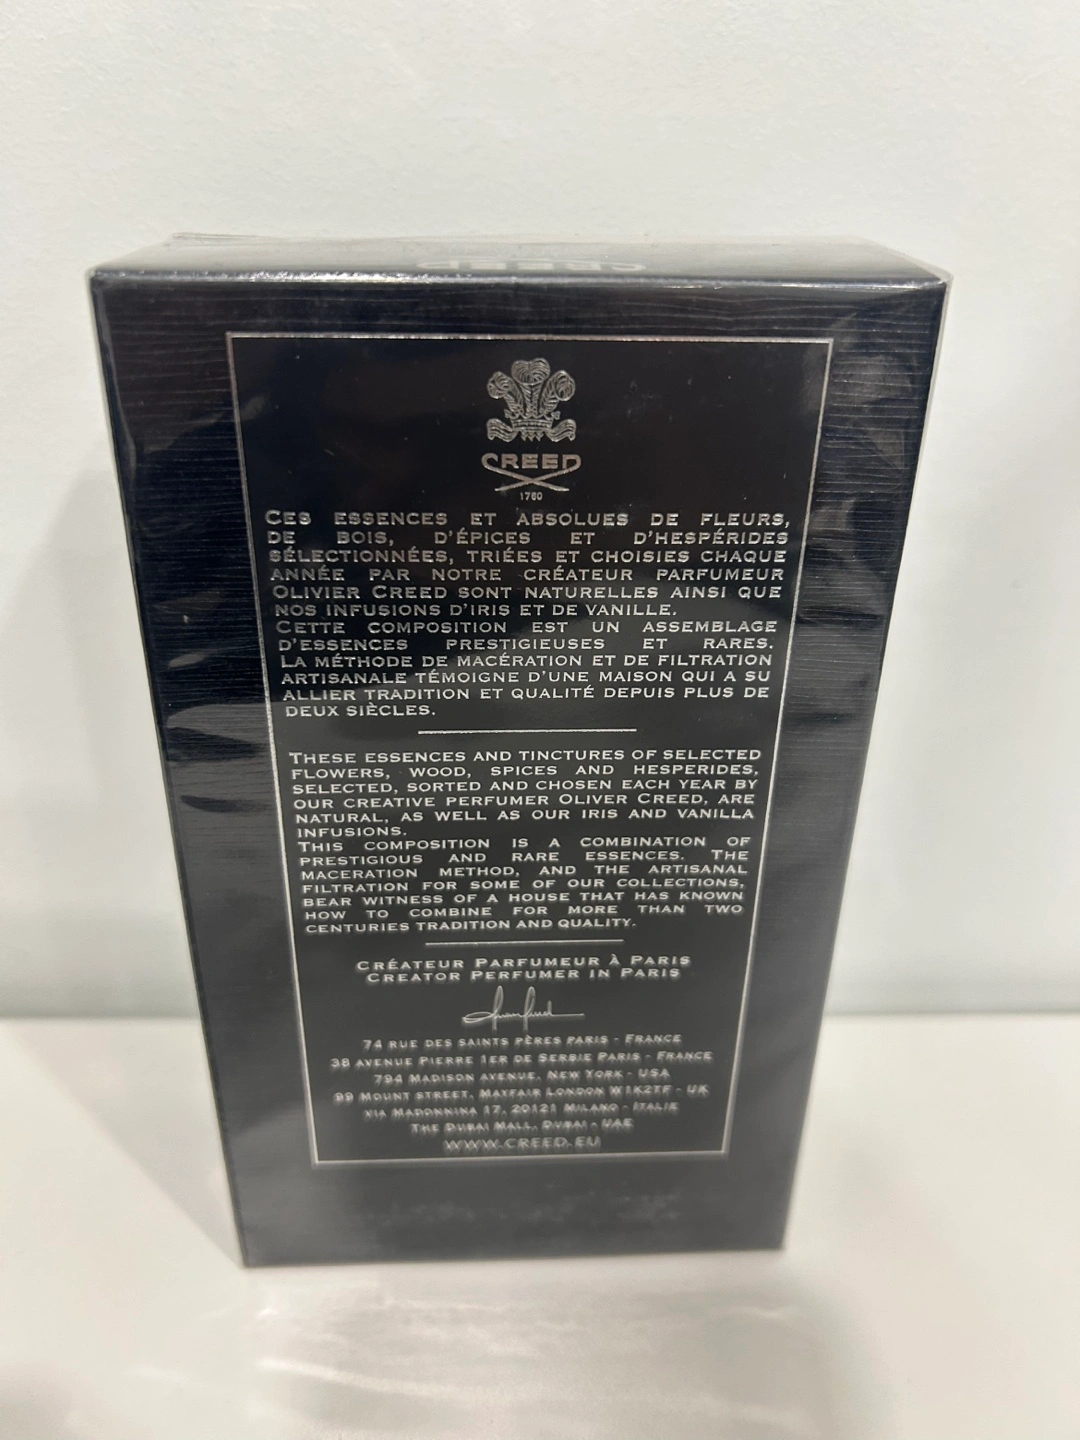 CREED
CREED
1760
CES ESSENCES ET ABSOLUES DE FLEURS,
DE BOIS, D'ÉPICES ET D'HESPÉRIDES
SÉLECTIONNÉES, TRIÉES ET CHOISIES CHAQUE
ANNÉE PAR NOTRE CRÉATEUR PARFUMEUR
OLIVIER CREED SONT NATURELLES AINSI QUE
NOS INFUSIONS D'IRIS ET DE VANILLE.
CETTE COMPOSITION EST UN ASSEMBLAGE
D'ESSENCES PRESTIGIEUSES ET RARES.
LA MÉTHODE DE MACÉRATION ET DE FILTRATION
ARTISANALE TÉMOIGNE D'UNE MAISON QUI A SU
ALLIER TRADITION ET QUALITÉ DEPUIS PLUS DE
DEUX SIÈCLES.
THESE ESSENCES AND TINCTURES OF SELECTED
FLOWERS, WOOD, SPICES AND HESPERIDES,
SELECTED, SORTED AND CHOSEN EACH YEAR BY
OUR CREATIVE PERFUMER OLIVER CREED, ARE
NATURAL, AS WELL AS OUR IRIS AND VANILLA
INFUSIONS.
THIS COMPOSITION IS A COMBINATION OF
PRESTIGIOUS AND RARE ESSENCES. THE
MACERATION METHOD, AND THE ARTISANAL
FILTRATION FOR SOME OF OUR COLLECTIONS,
BEAR WITNESS OF A HOUSE THAT HAS KNOWN
HOW TO COMBINE FOR MORE THAN TWO
CENTURIES TRADITION AND QUALITY.
CRÉATEUR PARFUMEUR À PARIS
CREATOR PERFUMER IN PARIS
74 RUE DES SAINTS PÈRES PARIS - FRANCE
38 AVENUE PIERRE 1ER DE SERBIE PARIS - FRANCE
794 MADISON AVENUE, NEW YORK - USA
99 MOUNT STREET, MAYFAIR LONDON W1K2TF - UK
VIA MADONNINA 17, 20121 MILANO - ITALIE
THE DUBAI MALL, DUBAI - UAE
WWW.CREED.EU